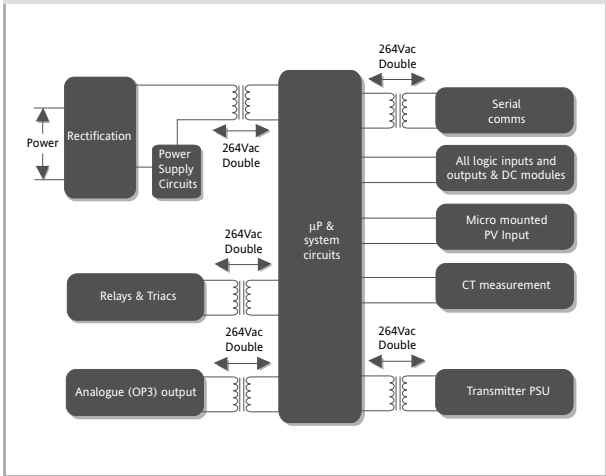 264Vac
Double
Power
Rectification
Power
Supply
Circuits
264Vac
Double
264Vac
Double
Relays & Triacs
264Vac
Double
Analogue (OP3) output
µP &
system
circuits
Serial
comms
All logic inputs and
outputs & DC modules
Micro mounted
PV Input
CT measurement
264Vac
Double
Transmitter PSU